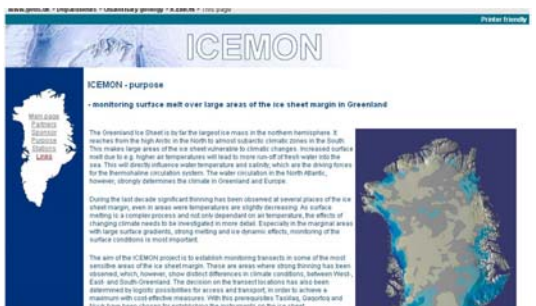 www.geus.dk > Departments > Quaternary geology > ICEMON > This page
Printer friendly
ICEMON
ICEMON - purpose
- monitoring surface melt over large areas of the ice sheet margin in Greenland
Main page
Partners
Sponsor
Purpose
Stations
Links
The Greenland Ice Sheet is by far the largest ice mass in the northern hemisphere. It
reaches from the high Arctic in the North to almost subarctic climatic zones in the South.
This makes large areas of the ice sheet vulnerable to climatic changes. Increased surface
melt due to e.g. higher air temperatures will lead to more run-off of fresh water into the
sea. This will directly influence water temperature and salinity, which are the driving forces
for the thermohaline circulation system. The water circulation in the North Atlantic,
however, strongly determines the climate in Greenland and Europe.
During the last decade significant thinning has been observed at several places of the ice
sheet margin, even in areas were temperatures are slightly decreasing. As surface
melting is a complex process and not only dependant on air temperature, the effects of
changing climate needs to be investigated in more detail. Especially in the marginal areas
with large surface gradients, strong melting and ice dynamic effects, monitoring of the
surface conditions is most important.
The aim of the ICEMON project is to establish monitoring transects in some of the most
sensitive areas of the ice sheet margin. These are areas where strong thinning has been
observed, which, however, show distinct differences in climate conditions, between West-,
East- and South-Greenland. The decision on the transect locations has also been
determined by logistic possibilities for access and transport, in order to achieve a
maximum with cost effective measures. With this prerequisites Tasiilaq, Qaqortoq and